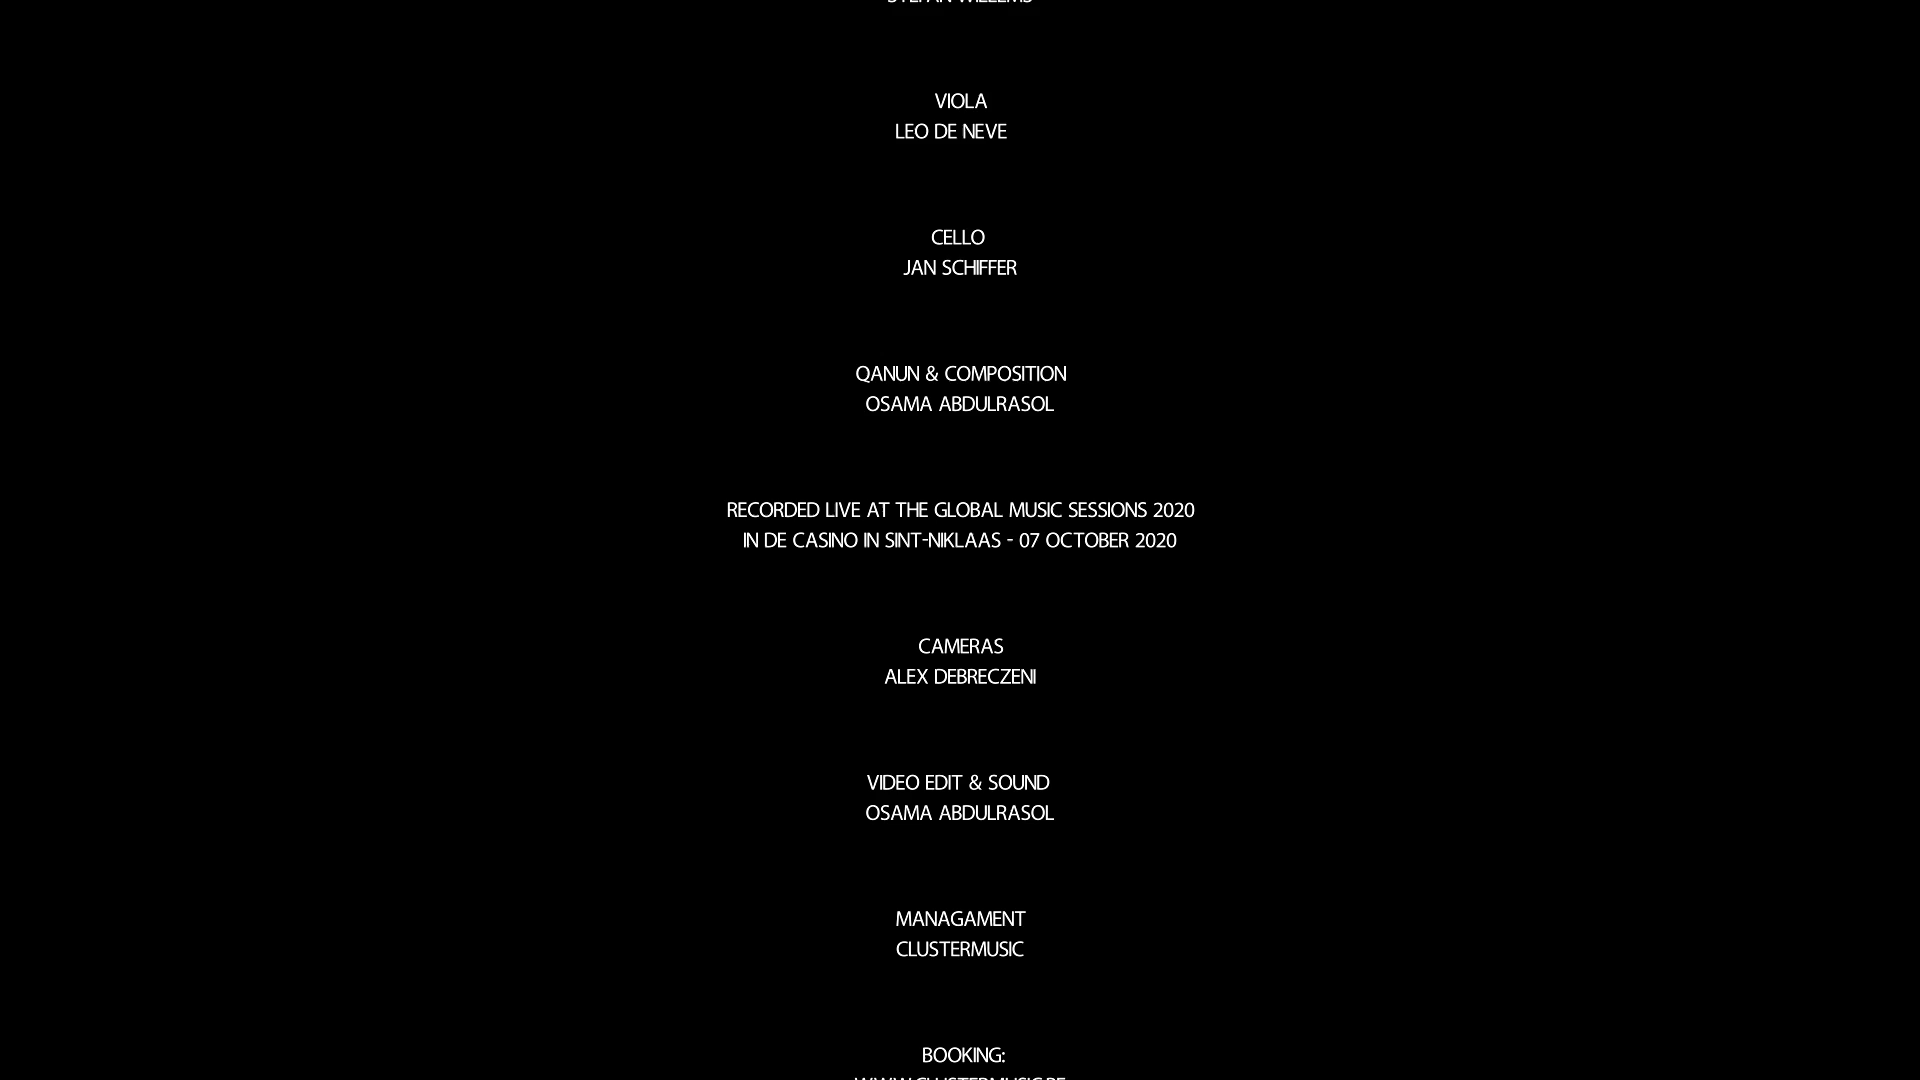 VIOLA
LEO DE NEVE
CELLO
JAN SCHIFFER
QANUN & COMPOSITION
OSAMA ABDULRASOL
RECORDED LIVE AT THE GLOBAL MUSIC SESSIONS 2020
IN DE CASINO IN SINT-NIKLAAS - 07 OCTOBER 2020
CAMERAS
ALEX DEBRECZENI
VIDEO EDIT & SOUND
OSAMA ABDULRASOL
MANAGAMENT
CLUSTERMUSIC
BOOKING: